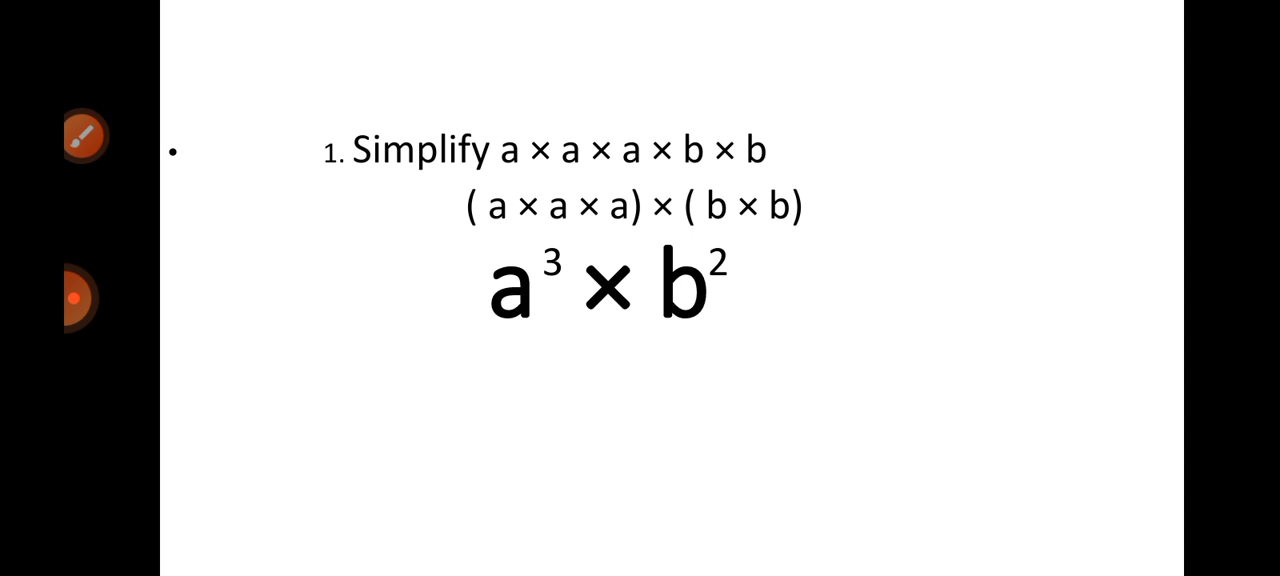 • 1. Simplify a × a × a × b × b
( a × a × a) × ( b × b)
a³ × b²